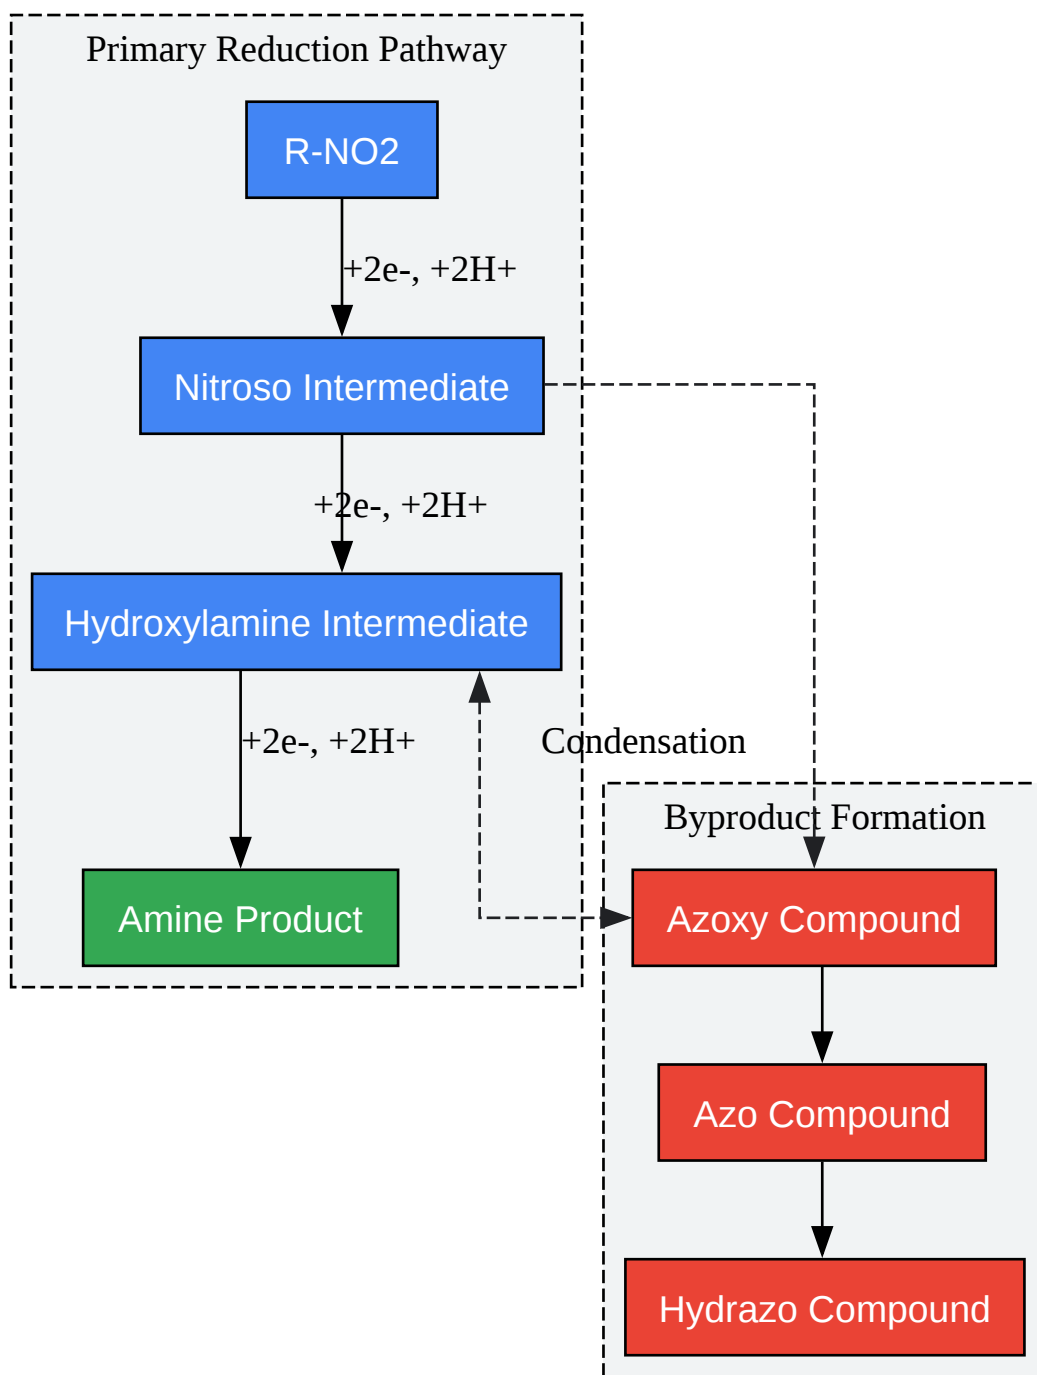 Primary Reduction Pathway
R-NO2
+2e-, +2H+
Nitroso Intermediate
+2e-, +2H+
Hydroxylamine Intermediate
+2e-, +2H+
Condensation
Amine Product
Byproduct Formation
Azoxy Compound
Azo Compound
Hydrazo Compound